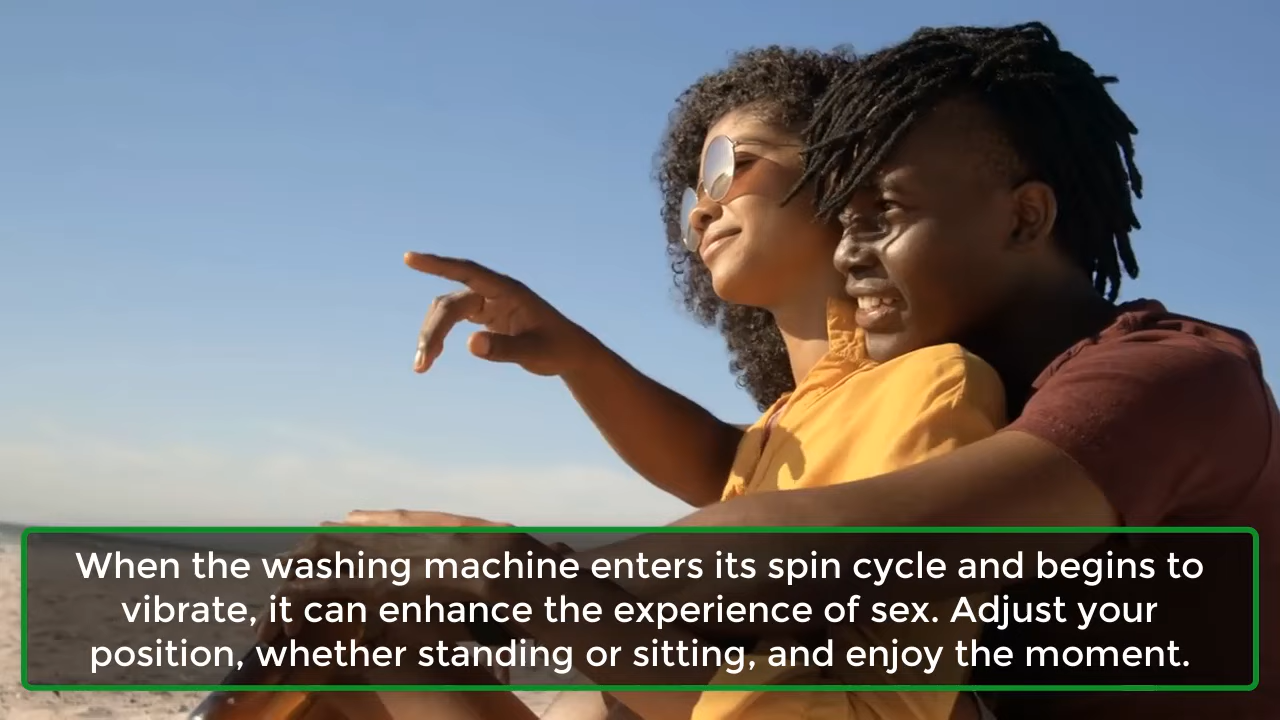 When the washing machine enters its spin cycle and begins to
vibrate, it can enhance the experience of sex. Adjust your
position, whether standing or sitting, and enjoy the moment.